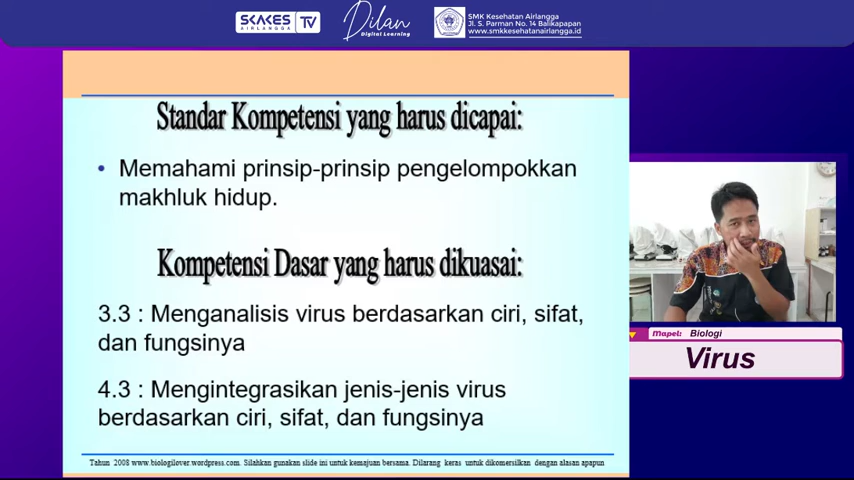 SKAKES
AIRLANGGA
TV
Dilan
Digital Learning
SMK Kesehatan Airlangga
Jl. S. Parman No. 14 Balikapapan
www.smkkesehatanairlangga.id
Standar Kompetensi yang harus dicapai:
• Memahami prinsip-prinsip pengelompokkan
makhluk hidup.
Kompetensi Dasar yang harus dikuasai:
3.3 : Menganalisis virus berdasarkan ciri, sifat,
dan fungsinya
4.3 : Mengintegrasikan jenis-jenis virus
berdasarkan ciri, sifat, dan fungsinya
Tahun 2008 www.biologilover.wordpress.com. Silahkan gunakan slide ini untuk kemajuan bersama. Dilarang keras untuk dikomersilkan dengan alasan apapun
Mapel: Biologi
Virus